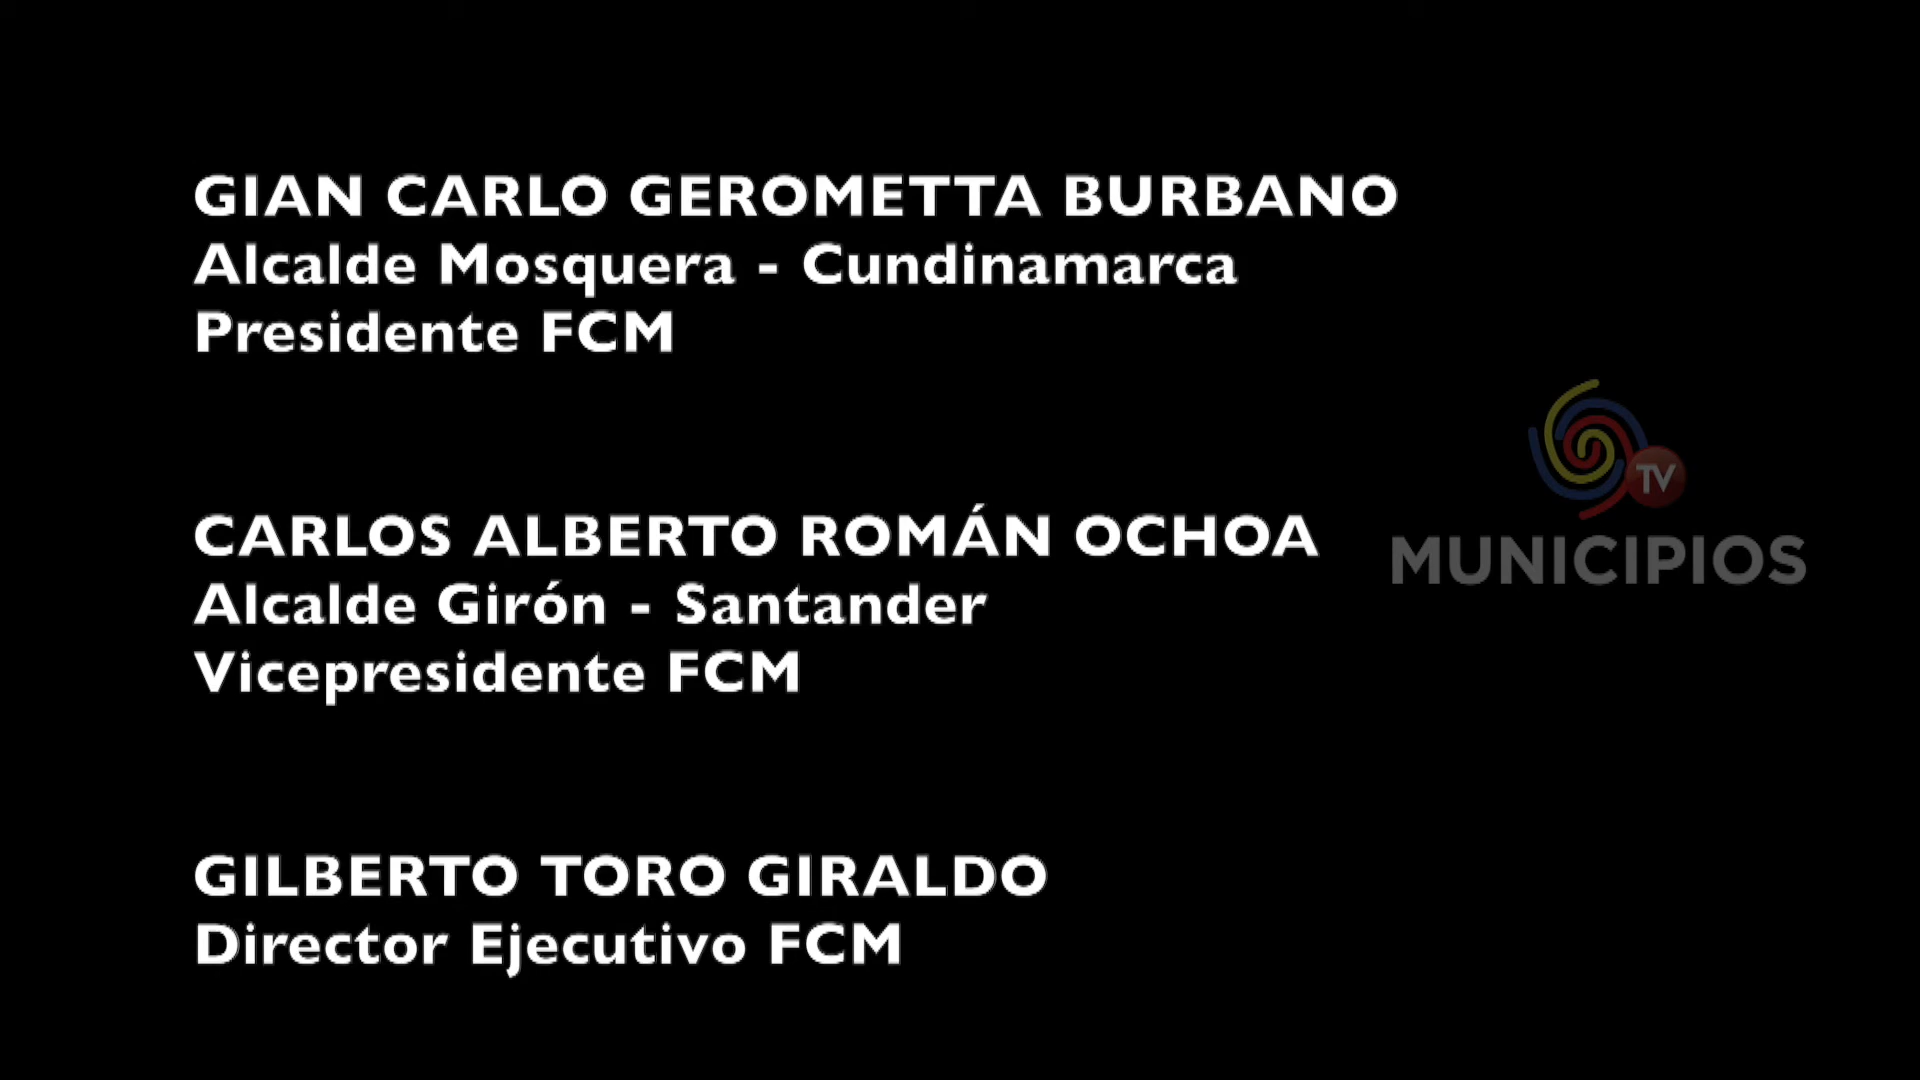 GIAN CARLO GEROMETTA BURBANO
Alcalde Mosquera - Cundinamarca
Presidente FCM
CARLOS ALBERTO ROMÁN OCHOA
Alcalde Girón - Santander
Vicepresidente FCM
GILBERTO TORO GIRALDO
Director Ejecutivo FCM
TV
MUNICIPIOS